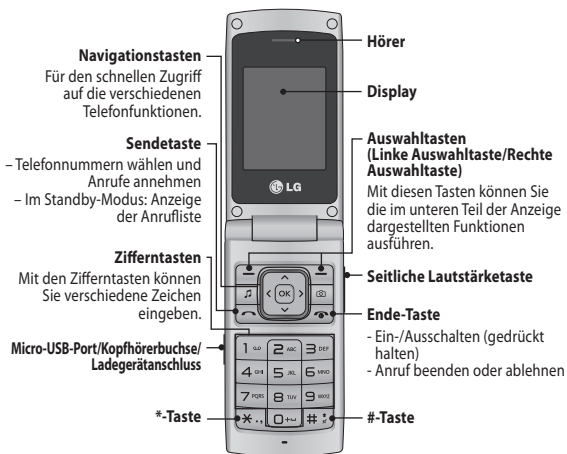 Navigationstasten
Für den schnellen Zugriff
auf die verschiedenen
Telefonfunktionen.
Sendetaste
– Telefonnummern wählen und
Anrufe annehmen
– Im Standby-Modus: Anzeige
der Anrufliste
Zifferntasten
Mit den Zifferntasten können
Sie verschiedene Zeichen
eingeben.
Micro-USB-Port/Kopfhörerbuchse/
Ladegerätanschluss
*-Taste
Hörer
Display
Auswahltasten
(Linke Auswahltaste/Rechte
Auswahltaste)
Mit diesen Tasten können Sie
die im unteren Teil der Anzeige
dargestellten Funktionen
ausführen.
Seitliche Lautstärketaste
Ende-Taste
- Ein-/Ausschalten (gedrückt
halten)
- Anruf beenden oder ablehnen
#-Taste
LG
OK
1 2 ABC 3 DEF
4 GHI 5 JKL 6 MNO
7 PQRS 8 TUV 9 WXYZ
* ., 0 + #